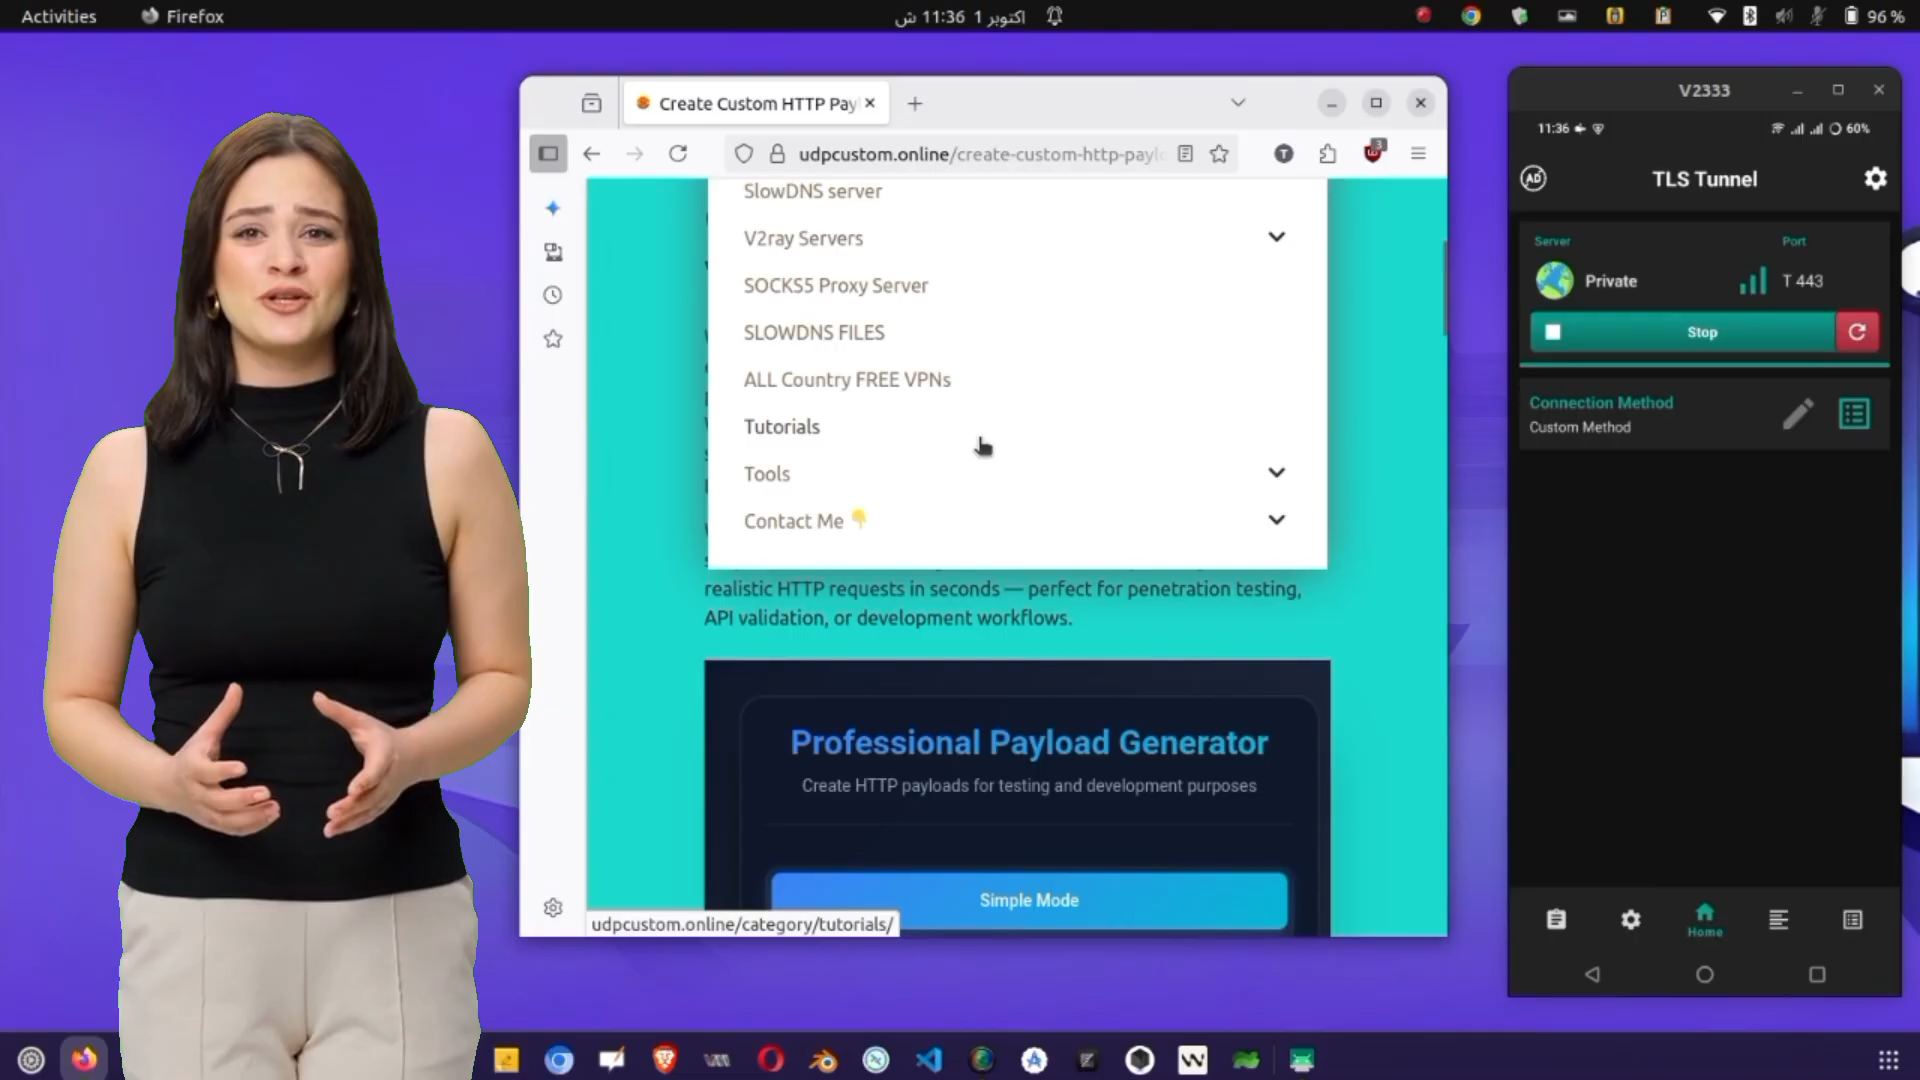 Activities
Firefox
اکتوبر 1 11:36 ش
96 %
Create Custom HTTP Pay
udpcustom.online/create-custom-http-paylo
3
SlowDNS server
V2ray Servers
SOCKS5 Proxy Server
SLOWDNS FILES
ALL Country FREE VPNs
Tutorials
Tools
Contact Me 👇
realistic HTTP requests in seconds — perfect for penetration testing,
API validation, or development workflows.
Professional Payload Generator
Create HTTP payloads for testing and development purposes
Simple Mode
udpcustom.online/category/tutorials/
V2333
11:36
60%
AD
TLS Tunnel
Server
Port
Private
T 443
Stop
Connection Method
Custom Method
Home